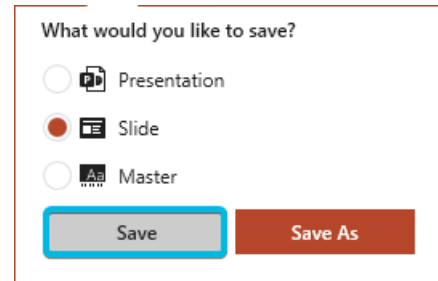 What would you like to save?
Presentation
Slide
Aa Master
Save Save As